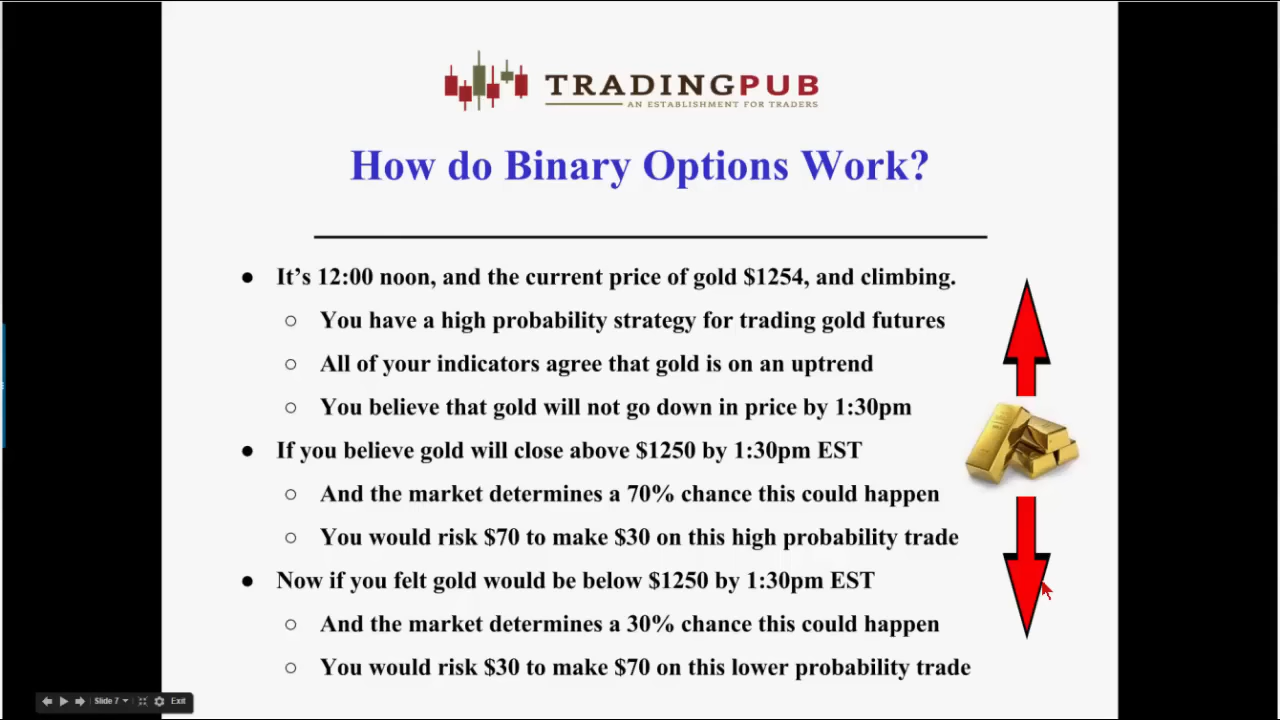 TRADINGPUB
AN ESTABLISHMENT FOR TRADERS
How do Binary Options Work?
● It's 12:00 noon, and the current price of gold $1254, and climbing.
○ You have a high probability strategy for trading gold futures
○ All of your indicators agree that gold is on an uptrend
○ You believe that gold will not go down in price by 1:30pm
● If you believe gold will close above $1250 by 1:30pm EST
○ And the market determines a 70% chance this could happen
○ You would risk $70 to make $30 on this high probability trade
● Now if you felt gold would be below $1250 by 1:30pm EST
○ And the market determines a 30% chance this could happen
○ You would risk $30 to make $70 on this lower probability trade
Slide 7 Exit